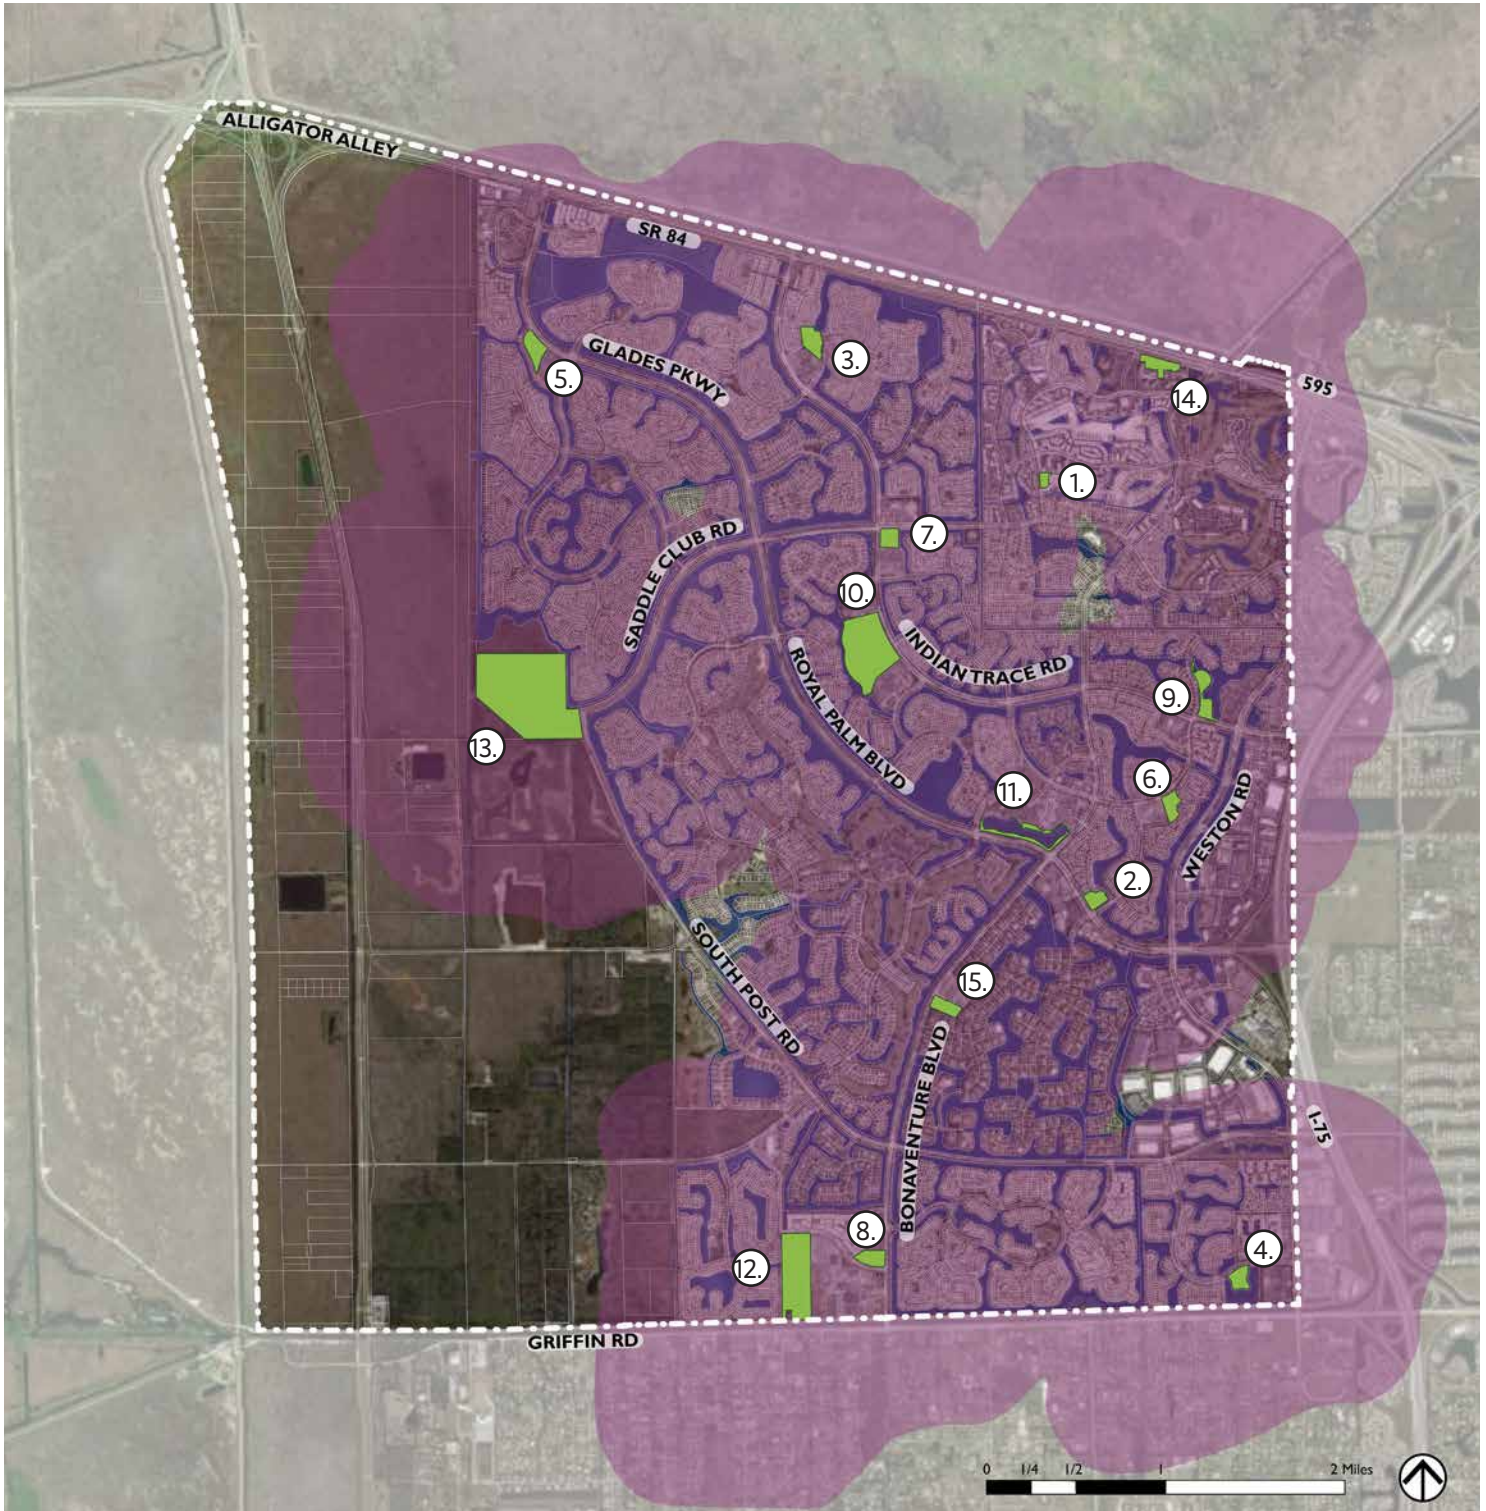 ALLIGATOR ALLEY
SR 84
3.
GLADES PKWY
5.
595
14.
1.
7.
SADDLE CLUB RD
10.
INDIAN TRACE RD
ROYAL PALM BLVD
9.
13.
6.
11.
WESTON RD
2.
SOUTH POST RD
15.
BONAVENTURE BLVD
I-75
8.
4.
12.
GRIFFIN RD
0 1/4 1/2 1 2 Miles